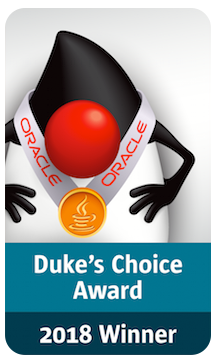 ORACLE
ORACLE
Duke's Choice
Award
2018 Winner